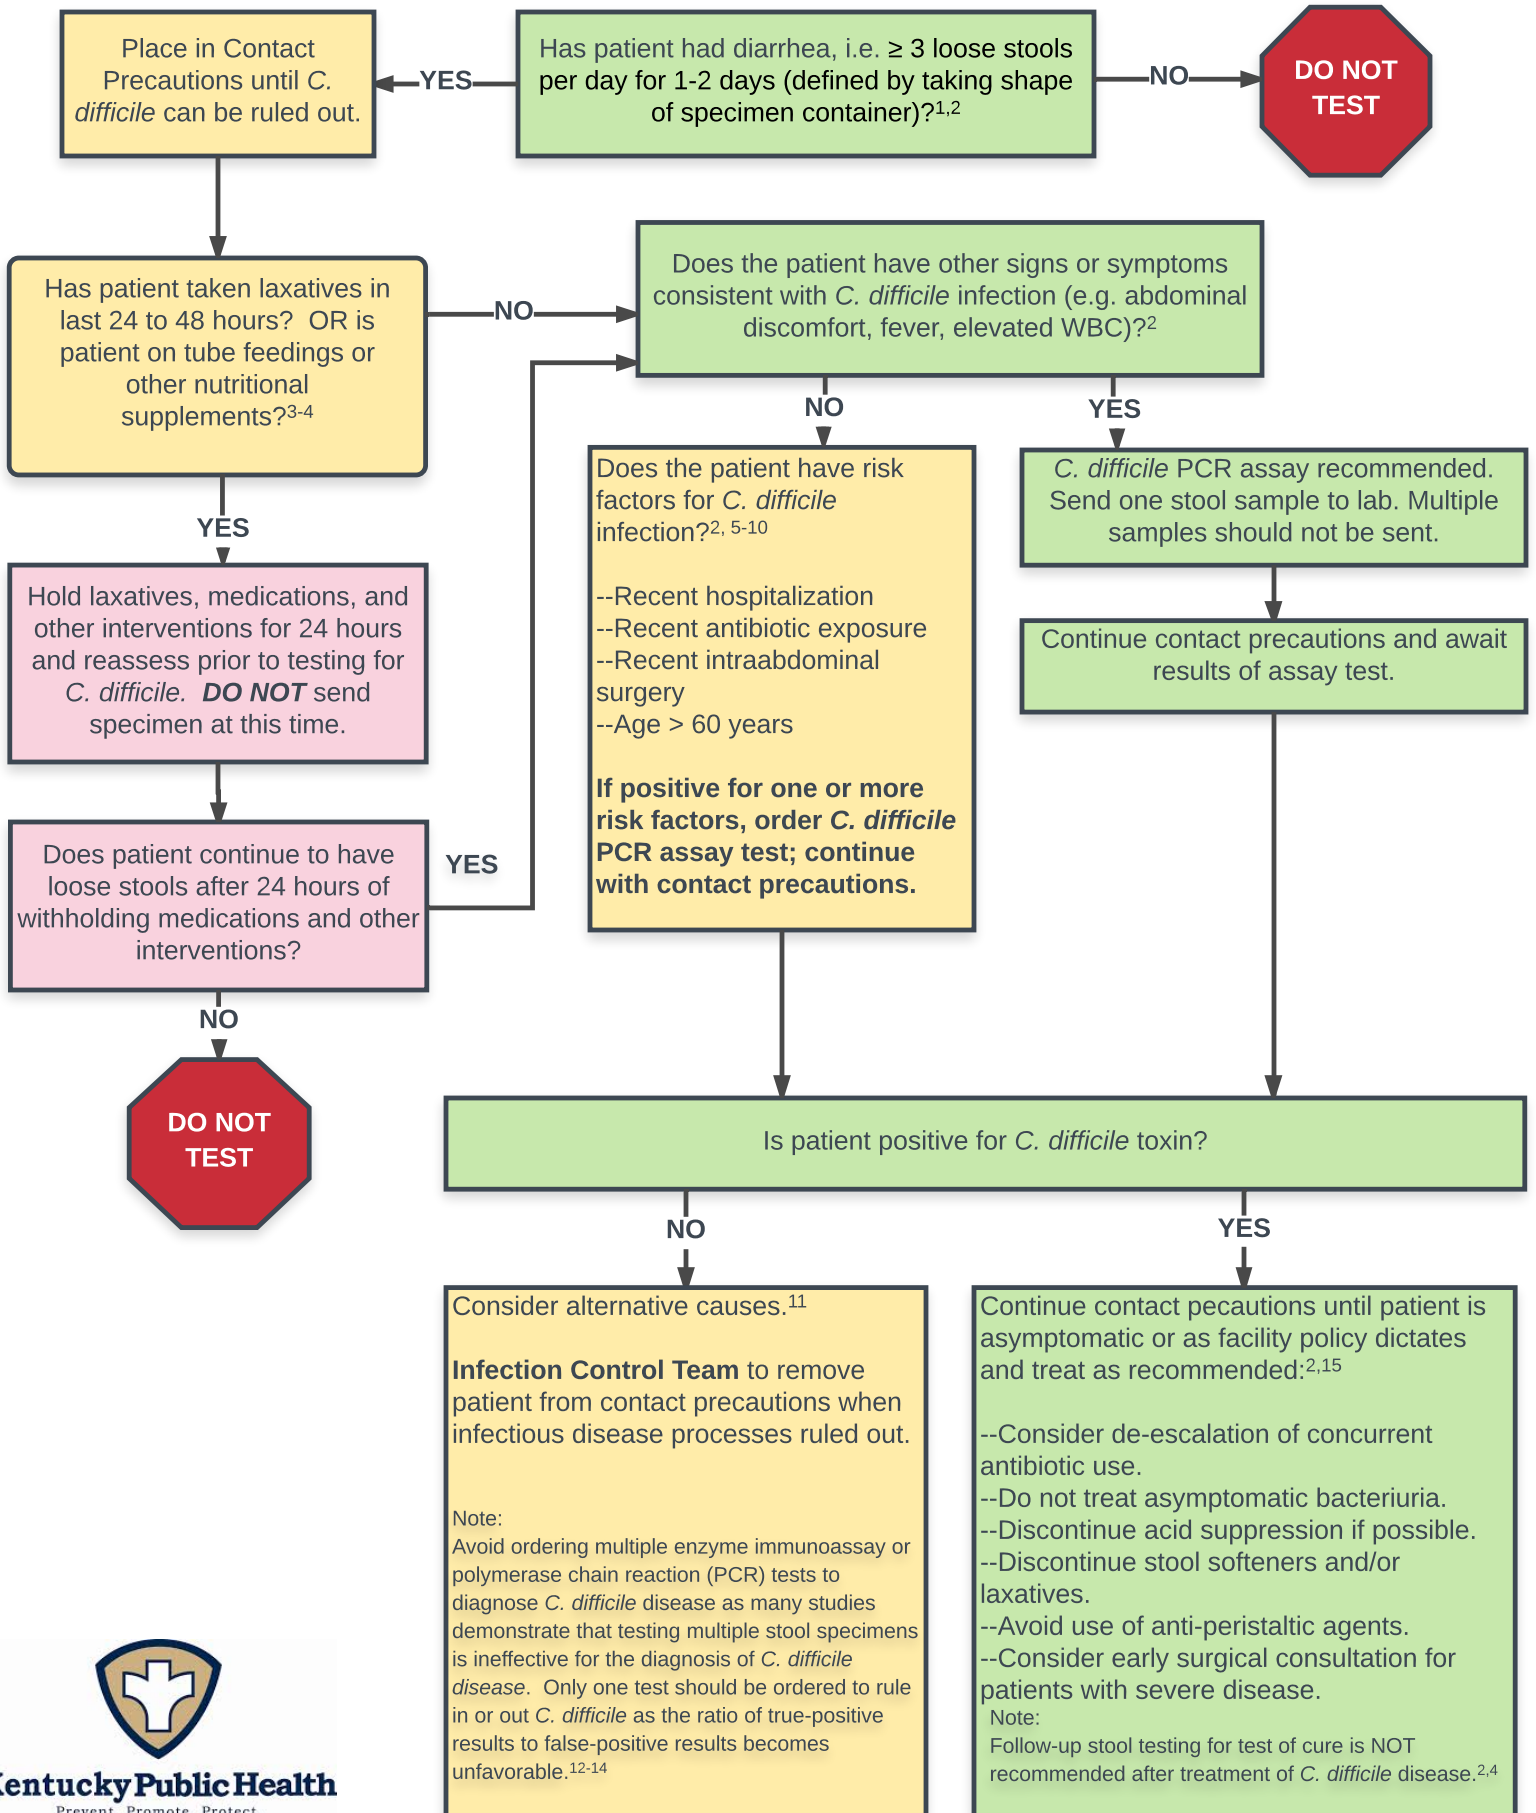 Place in Contact
Precautions until C.
difficile can be ruled out.
YES
Has patient had diarrhea, i.e. ≥ 3 loose stools
per day for 1-2 days (defined by taking shape
of specimen container)?1,2
NO
DO NOT
TEST
Has patient taken laxatives in
last 24 to 48 hours?  OR is
patient on tube feedings or
other nutritional
supplements?3-4
NO
Does the patient have other signs or symptoms
consistent with C. difficile infection (e.g. abdominal
discomfort, fever, elevated WBC)?2
NO
YES
YES
Hold laxatives, medications, and
other interventions for 24 hours
and reassess prior to testing for
C. difficile.  DO NOT send
specimen at this time.
Does patient continue to have
loose stools after 24 hours of
withholding medications and other
interventions?
YES
NO
DO NOT
TEST
Does the patient have risk
factors for C. difficile
infection?2, 5-10
--Recent hospitalization
--Recent antibiotic exposure
--Recent intraabdominal
surgery
--Age > 60 years
If positive for one or more
risk factors, order C. difficile
PCR assay test; continue
with contact precautions.
C. difficile PCR assay recommended.
Send one stool sample to lab. Multiple
samples should not be sent.
Continue contact precautions and await
results of assay test.
Is patient positive for C. difficile toxin?
NO
YES
Consider alternative causes.11
Infection Control Team to remove
patient from contact precautions when
infectious disease processes ruled out.
Note:
Avoid ordering multiple enzyme immunoassay or
polymerase chain reaction (PCR) tests to
diagnose C. difficile disease as many studies
demonstrate that testing multiple stool specimens
is ineffective for the diagnosis of C. difficile
disease.  Only one test should be ordered to rule
in or out C. difficile as the ratio of true-positive
results to false-positive results becomes
unfavorable.12-14
Continue contact pecautions until patient is
asymptomatic or as facility policy dictates
and treat as recommended:2,15
--Consider de-escalation of concurrent
antibiotic use.
--Do not treat asymptomatic bacteriuria.
--Discontinue acid suppression if possible.
--Discontinue stool softeners and/or
laxatives.
--Avoid use of anti-peristaltic agents.
--Consider early surgical consultation for
patients with severe disease.
Note:
Follow-up stool testing for test of cure is NOT
recommended after treatment of C. difficile disease.2,4
Kentucky Public Health
Prevent. Promote. Protect.